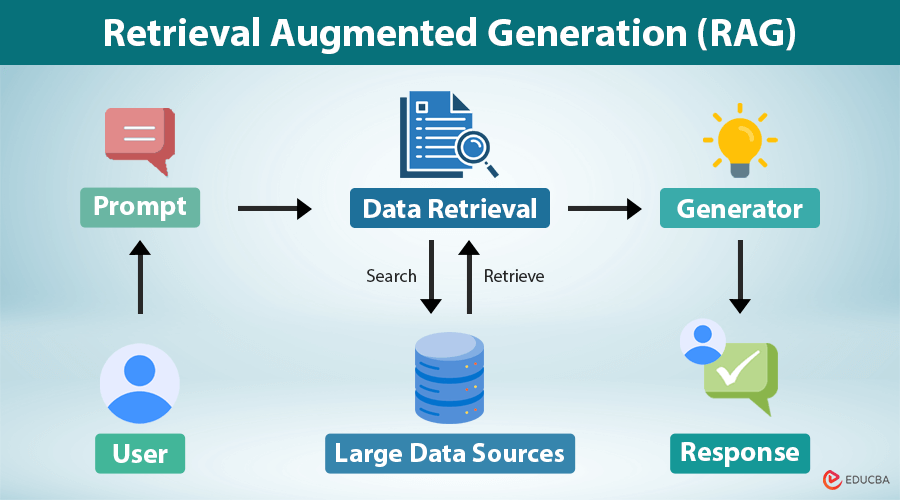 Retrieval Augmented Generation (RAG)
Prompt
Data Retrieval
Generator
Search
Retrieve
User
Large Data Sources
Response
EDUCBA